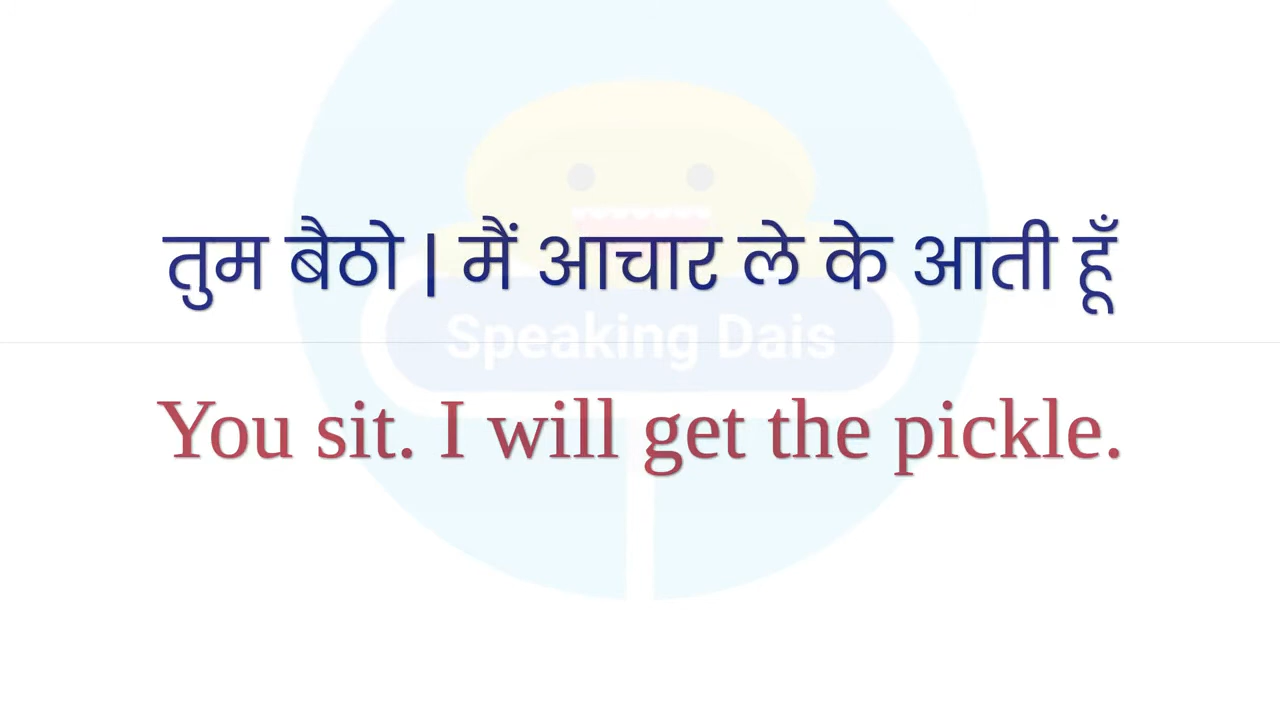 तुम बैठो | मैं आचार ले के आती हूँ
Speaking Dais
You sit. I will get the pickle.